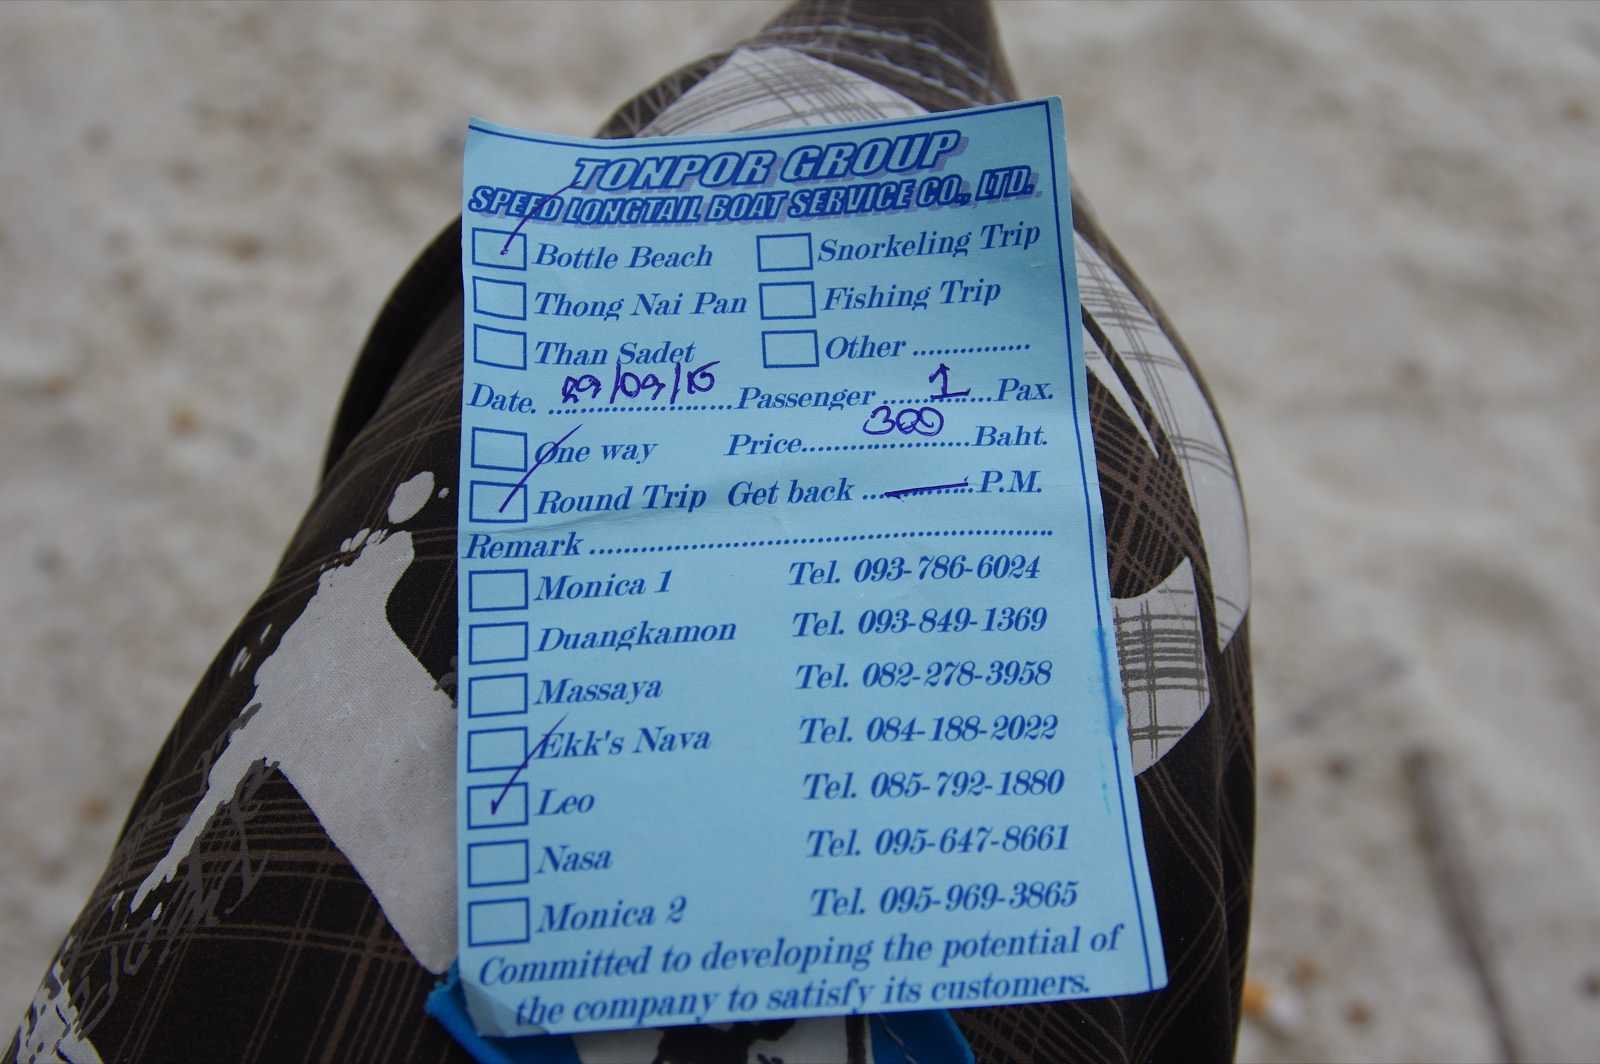 TONPOR GROUP
SPEED LONGTAIL BOAT SERVICE CO., LTD.
Bottle Beach Snorkeling Trip
Thong Nai Pan Fishing Trip
Than Sadet Other ...............
Date. 29/09/16 Passenger 1 Pax.
One way Price 300 Baht.
Round Trip Get back ............... P.M.
Remark ........................................................
Monica 1 Tel. 093-786-6024
Duangkamon Tel. 093-849-1369
Massaya Tel. 082-278-3958
Ekk's Nava Tel. 084-188-2022
Leo Tel. 085-792-1880
Nasa Tel. 095-647-8661
Monica 2 Tel. 095-969-3865
Committed to developing the potential of
the company to satisfy its customers.